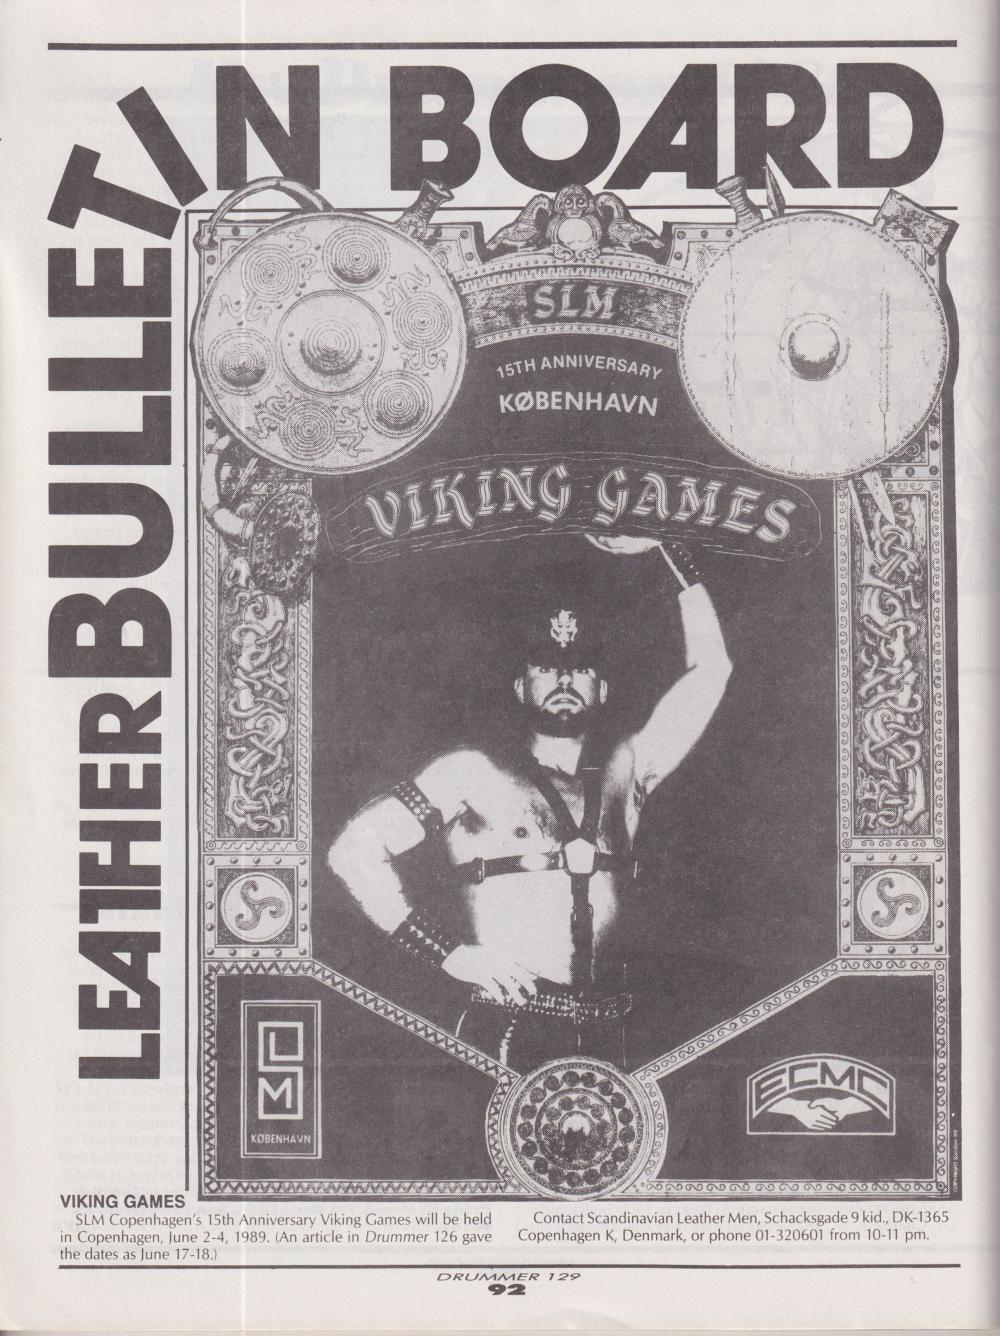 LEATHER BULLETIN BOARD
SLM
15TH ANNIVERSARY
KØBENHAVN
VIKING GAMES
SLM
KØBENHAVN
ECMC
VIKING GAMES
SLM Copenhagen's 15th Anniversary Viking Games will be held
in Copenhagen, June 2-4, 1989. (An article in Drummer 126 gave
the dates as June 17-18.)
Contact Scandinavian Leather Men, Schacksgade 9 kid., DK-1365
Copenhagen K, Denmark, or phone 01-320601 from 10-11 pm.
DRUMMER 129
92